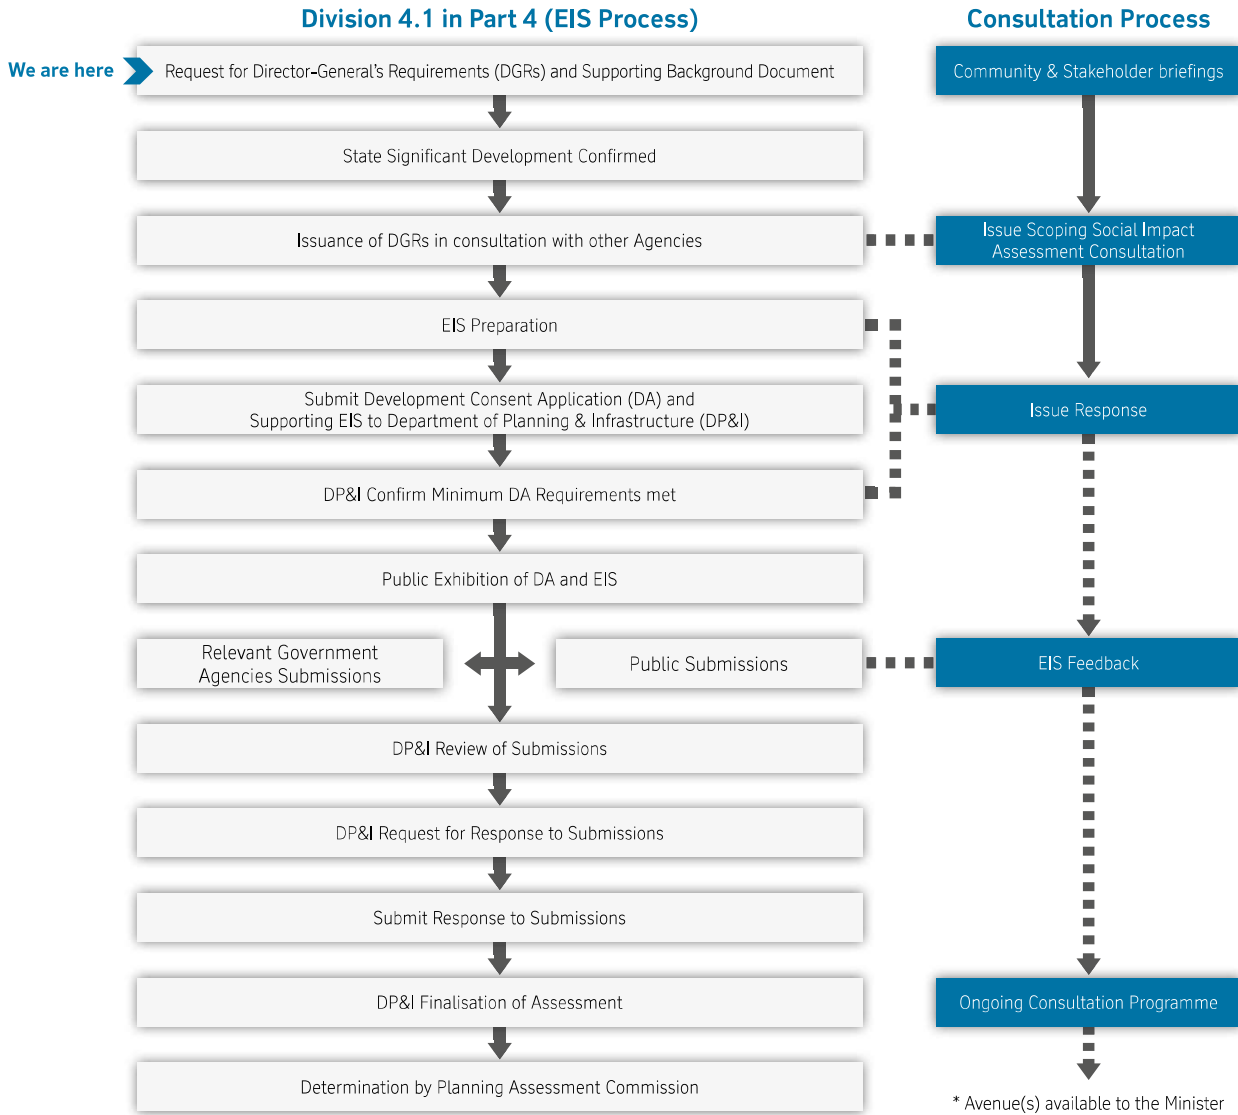 Division 4.1 in Part 4 (EIS Process)
Consultation Process
We are here
Request for Director-General's Requirements (DGRs) and Supporting Background Document
Community & Stakeholder briefings
State Significant Development Confirmed
Issuance of DGRs in consultation with other Agencies
Issue Scoping Social Impact
Assessment Consultation
EIS Preparation
Submit Development Consent Application (DA) and
Supporting EIS to Department of Planning & Infrastructure (DP&I)
Issue Response
DP&I Confirm Minimum DA Requirements met
Public Exhibition of DA and EIS
Relevant Government
Agencies Submissions
Public Submissions
EIS Feedback
DP&I Review of Submissions
DP&I Request for Response to Submissions
Submit Response to Submissions
DP&I Finalisation of Assessment
Ongoing Consultation Programme
Determination by Planning Assessment Commission
* Avenue(s) available to the Minister